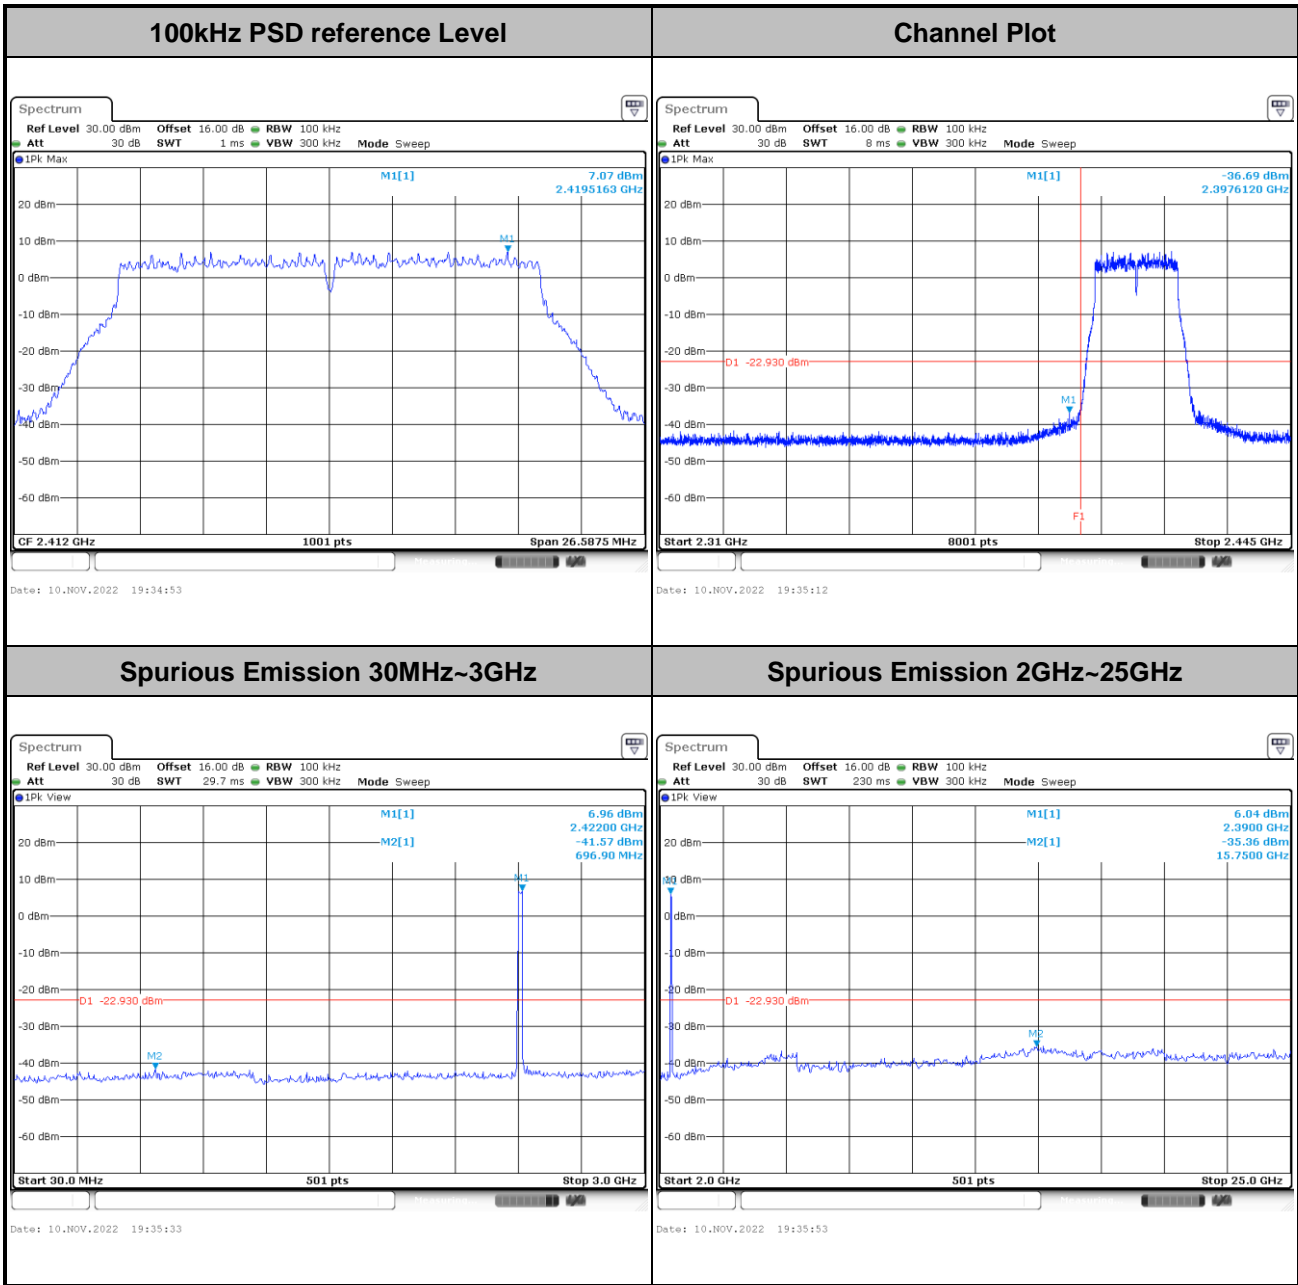 100kHz PSD reference Level
Spectrum
Ref Level 30.00 dBm Offset 16.00 dB RBW 100 kHz
Att 30 dB SWT 1 ms VBW 300 kHz Mode Sweep
1Pk Max
M1[1] 7.07 dBm
2.4195163 GHz
20 dBm
M1
10 dBm
0 dBm
-10 dBm
-20 dBm
-30 dBm
-40 dBm
-50 dBm
-60 dBm
CF 2.412 GHz 1001 pts Span 26.5875 MHz
Measuring...
Date: 10.NOV.2022 19:34:53
Channel Plot
Spectrum
Ref Level 30.00 dBm Offset 16.00 dB RBW 100 kHz
Att 30 dB SWT 8 ms VBW 300 kHz Mode Sweep
1Pk Max
M1[1] -36.69 dBm
2.3976120 GHz
20 dBm
10 dBm
0 dBm
-10 dBm
-20 dBm
D1 -22.930 dBm
-30 dBm
M1
-40 dBm
-50 dBm
-60 dBm
F1
Start 2.31 GHz 8001 pts Stop 2.445 GHz
Measuring...
Date: 10.NOV.2022 19:35:12
Spurious Emission 30MHz~3GHz
Spectrum
Ref Level 30.00 dBm Offset 16.00 dB RBW 100 kHz
Att 30 dB SWT 29.7 ms VBW 300 kHz Mode Sweep
1Pk View
M1[1] 6.96 dBm
2.42200 GHz
M2[1] -41.57 dBm
696.90 MHz
20 dBm
10 dBm
M1
0 dBm
-10 dBm
-20 dBm
D1 -22.930 dBm
-30 dBm
M2
-40 dBm
-50 dBm
-60 dBm
Start 30.0 MHz 501 pts Stop 3.0 GHz
Measuring...
Date: 10.NOV.2022 19:35:33
Spurious Emission 2GHz~25GHz
Spectrum
Ref Level 30.00 dBm Offset 16.00 dB RBW 100 kHz
Att 30 dB SWT 230 ms VBW 300 kHz Mode Sweep
1Pk View
M1[1] 6.04 dBm
2.3900 GHz
M2[1] -35.36 dBm
15.7500 GHz
20 dBm
10 dBm
0 dBm
-10 dBm
-20 dBm
D1 -22.930 dBm
-30 dBm
M2
-40 dBm
-50 dBm
-60 dBm
Start 2.0 GHz 501 pts Stop 25.0 GHz
Measuring...
Date: 10.NOV.2022 19:35:53